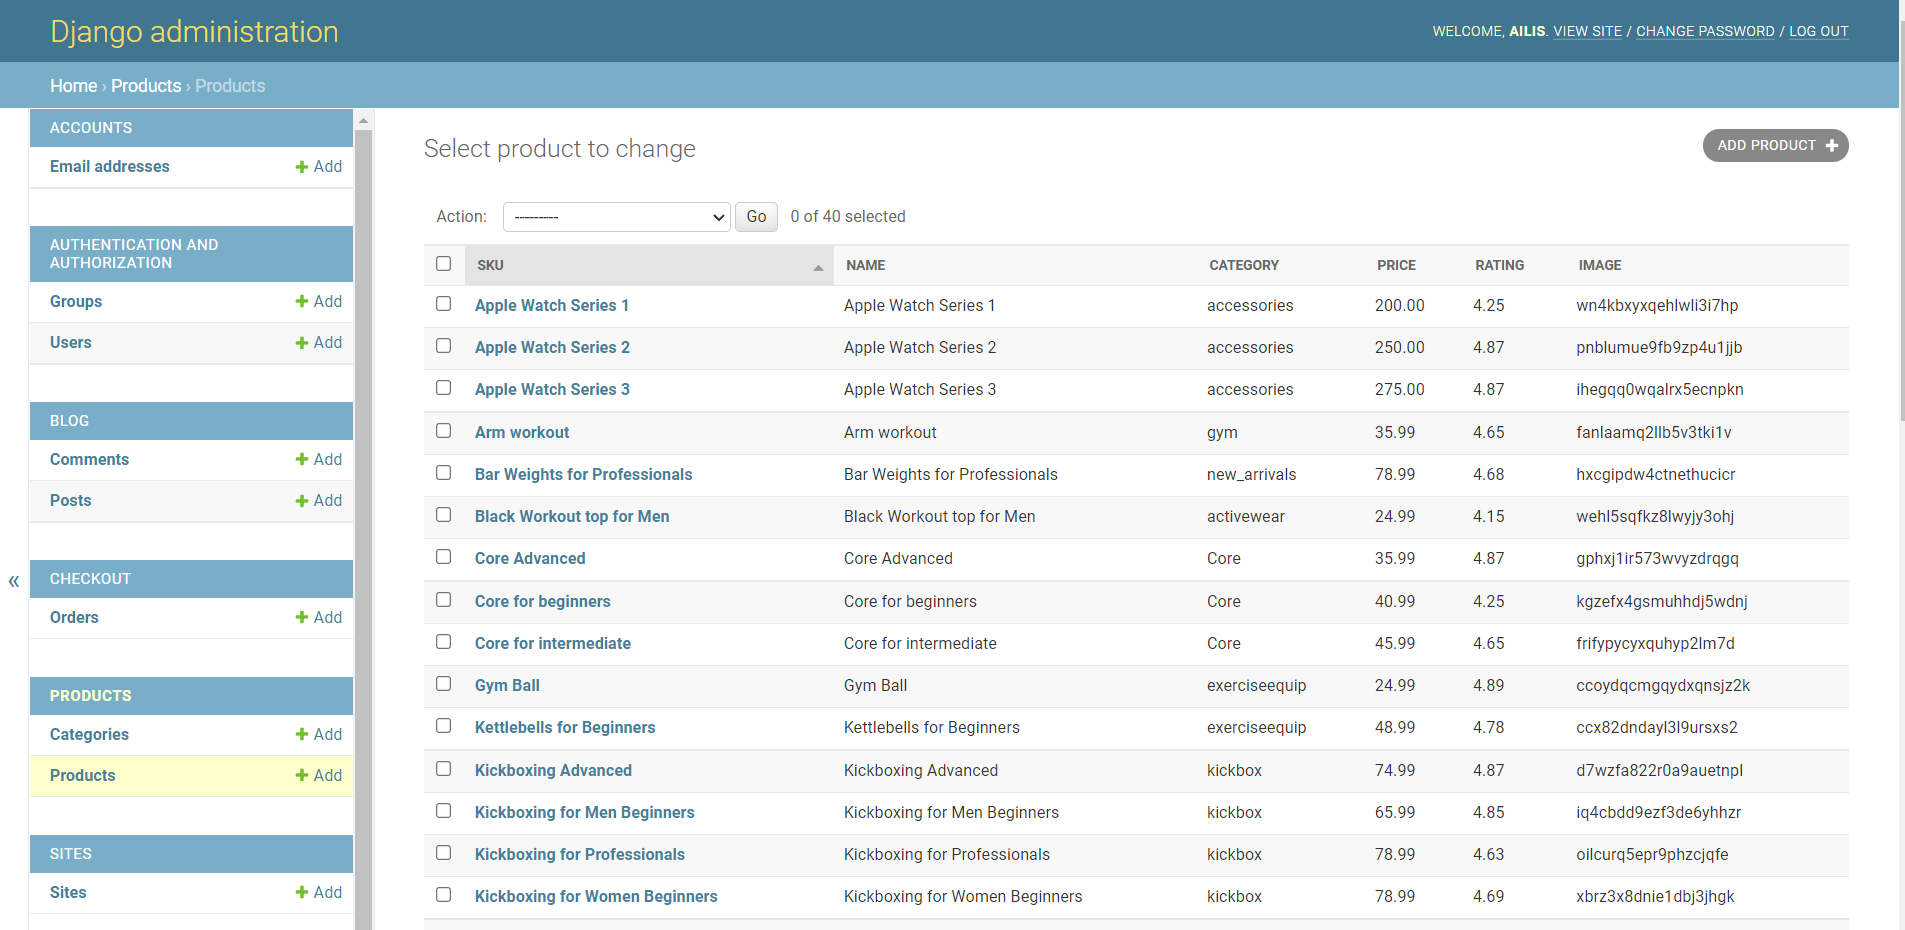 Django administration
WELCOME, AILIS. VIEW SITE / CHANGE PASSWORD / LOG OUT
Home › Products › Products
ACCOUNTS
Email addresses Add
AUTHENTICATION AND
AUTHORIZATION
Groups Add
Users Add
BLOG
Comments Add
Posts Add
«
CHECKOUT
Orders Add
PRODUCTS
Categories Add
Products Add
SITES
Sites Add
Select product to change
ADD PRODUCT
Action: --------- Go 0 of 40 selected
SKU NAME CATEGORY PRICE RATING IMAGE
Apple Watch Series 1 Apple Watch Series 1 accessories 200.00 4.25 wn4kbxyxqehlwli3i7hp
Apple Watch Series 2 Apple Watch Series 2 accessories 250.00 4.87 pnblumue9fb9zp4u1jjb
Apple Watch Series 3 Apple Watch Series 3 accessories 275.00 4.87 ihegqq0wqalrx5ecnpkn
Arm workout Arm workout gym 35.99 4.65 fanlaamq2llb5v3tki1v
Bar Weights for Professionals Bar Weights for Professionals new_arrivals 78.99 4.68 hxcgipdw4ctnethucicr
Black Workout top for Men Black Workout top for Men activewear 24.99 4.15 wehl5sqfkz8lwyjy3ohj
Core Advanced Core Advanced Core 35.99 4.87 gphxj1ir573wvyzdrqgq
Core for beginners Core for beginners Core 40.99 4.25 kgzefx4gsmuhhdj5wdnj
Core for intermediate Core for intermediate Core 45.99 4.65 frifypycyxquhyp2lm7d
Gym Ball Gym Ball exerciseequip 24.99 4.89 ccoydqcmgqydxqnsjz2k
Kettlebells for Beginners Kettlebells for Beginners exerciseequip 48.99 4.78 ccx82dndayl3l9ursxs2
Kickboxing Advanced Kickboxing Advanced kickbox 74.99 4.87 d7wzfa822r0a9auetnpl
Kickboxing for Men Beginners Kickboxing for Men Beginners kickbox 65.99 4.85 iq4cbdd9ezf3de6yhhzr
Kickboxing for Professionals Kickboxing for Professionals kickbox 78.99 4.63 oilcurq5epr9phzcjqfe
Kickboxing for Women Beginners Kickboxing for Women Beginners kickbox 78.99 4.69 xbrz3x8dnie1dbj3jhgk